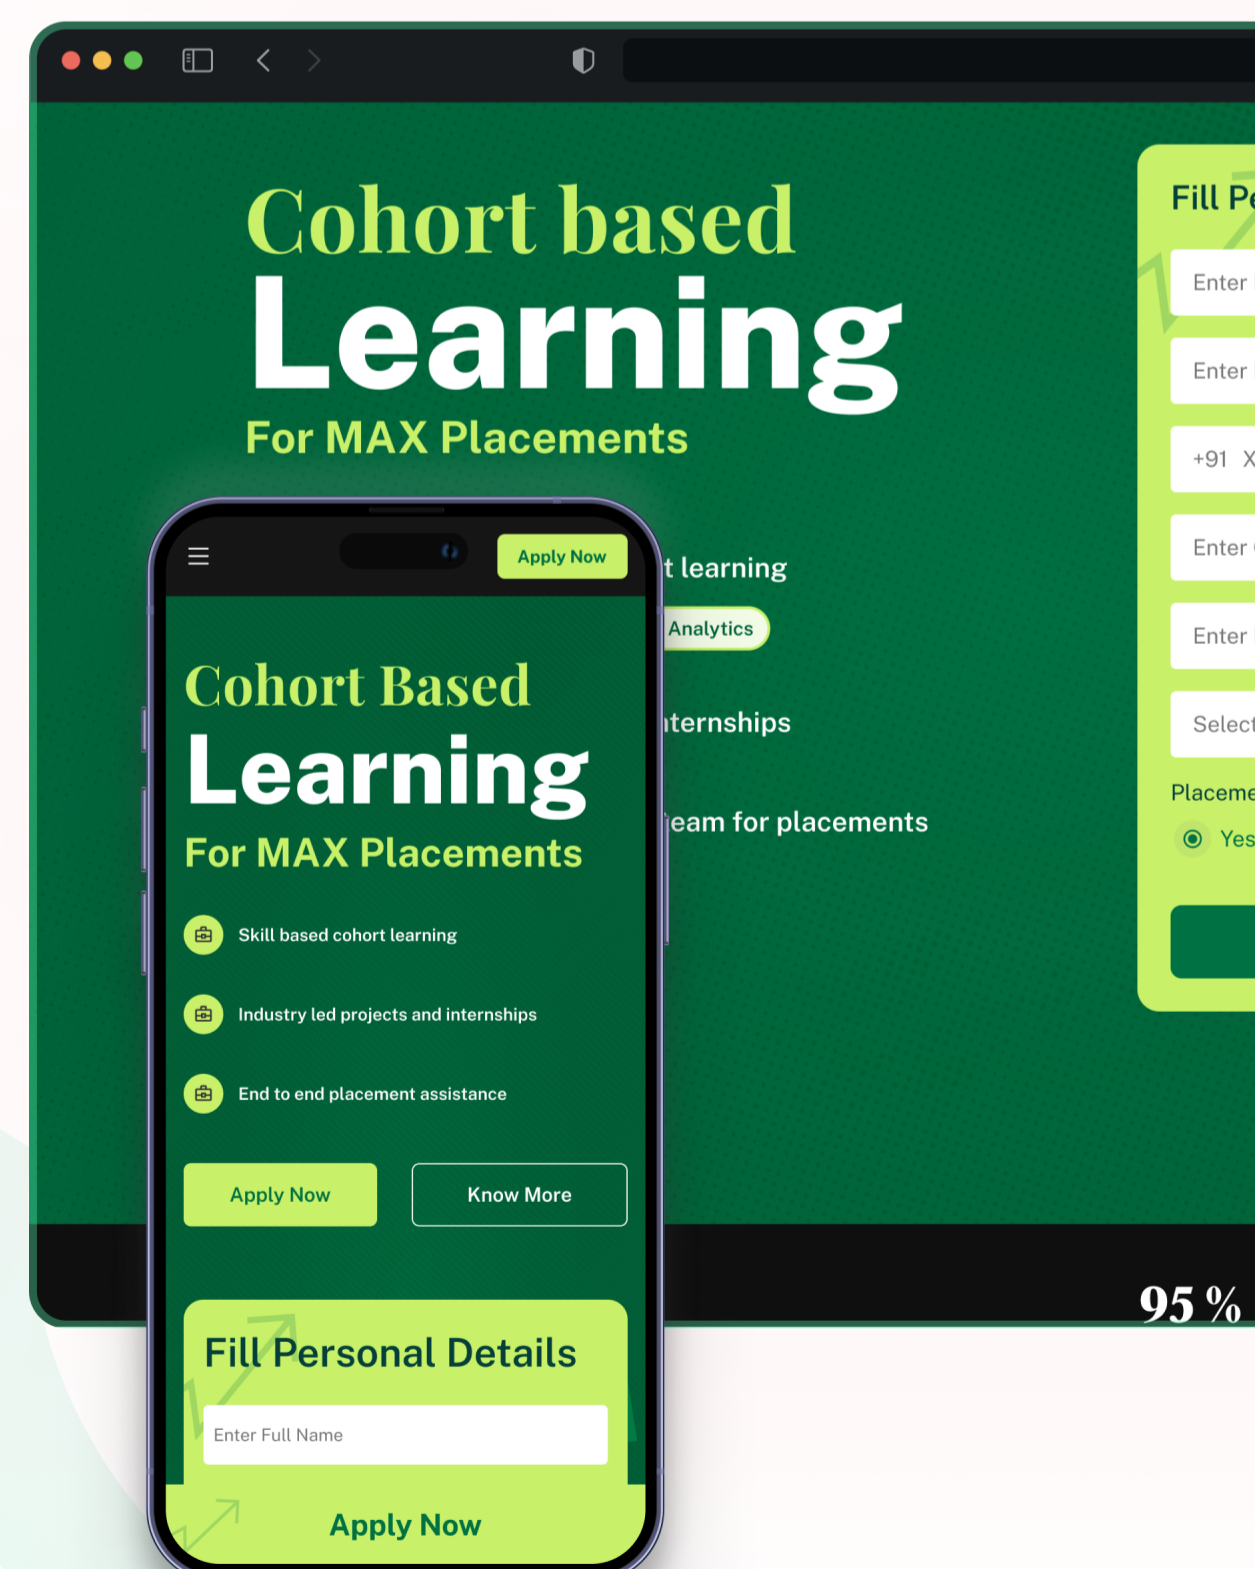 Cohort based
Learning
For MAX Placements
t learning
Analytics
nternships
eam for placements
Fill Pe
Enter
Enter
+91 X
Enter
Enter
Select
Placeme
Yes
95 %
Apply Now
Cohort Based
Learning
For MAX Placements
Skill based cohort learning
Industry led projects and internships
End to end placement assistance
Apply Now
Know More
Fill Personal Details
Enter Full Name
Apply Now